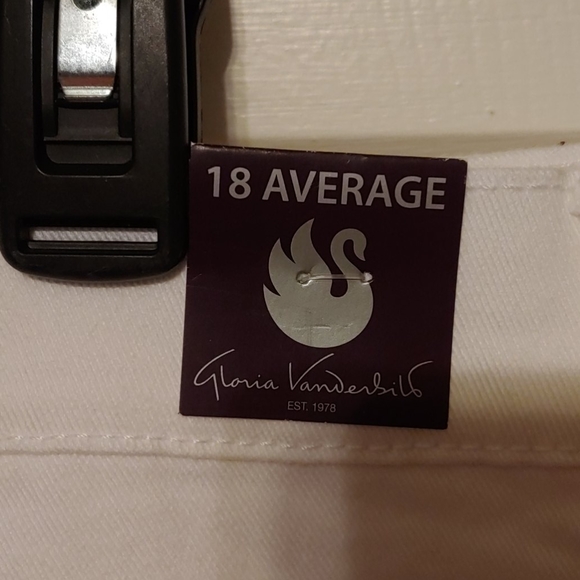 18 AVERAGE
Gloria Vanderbilt
EST. 1978